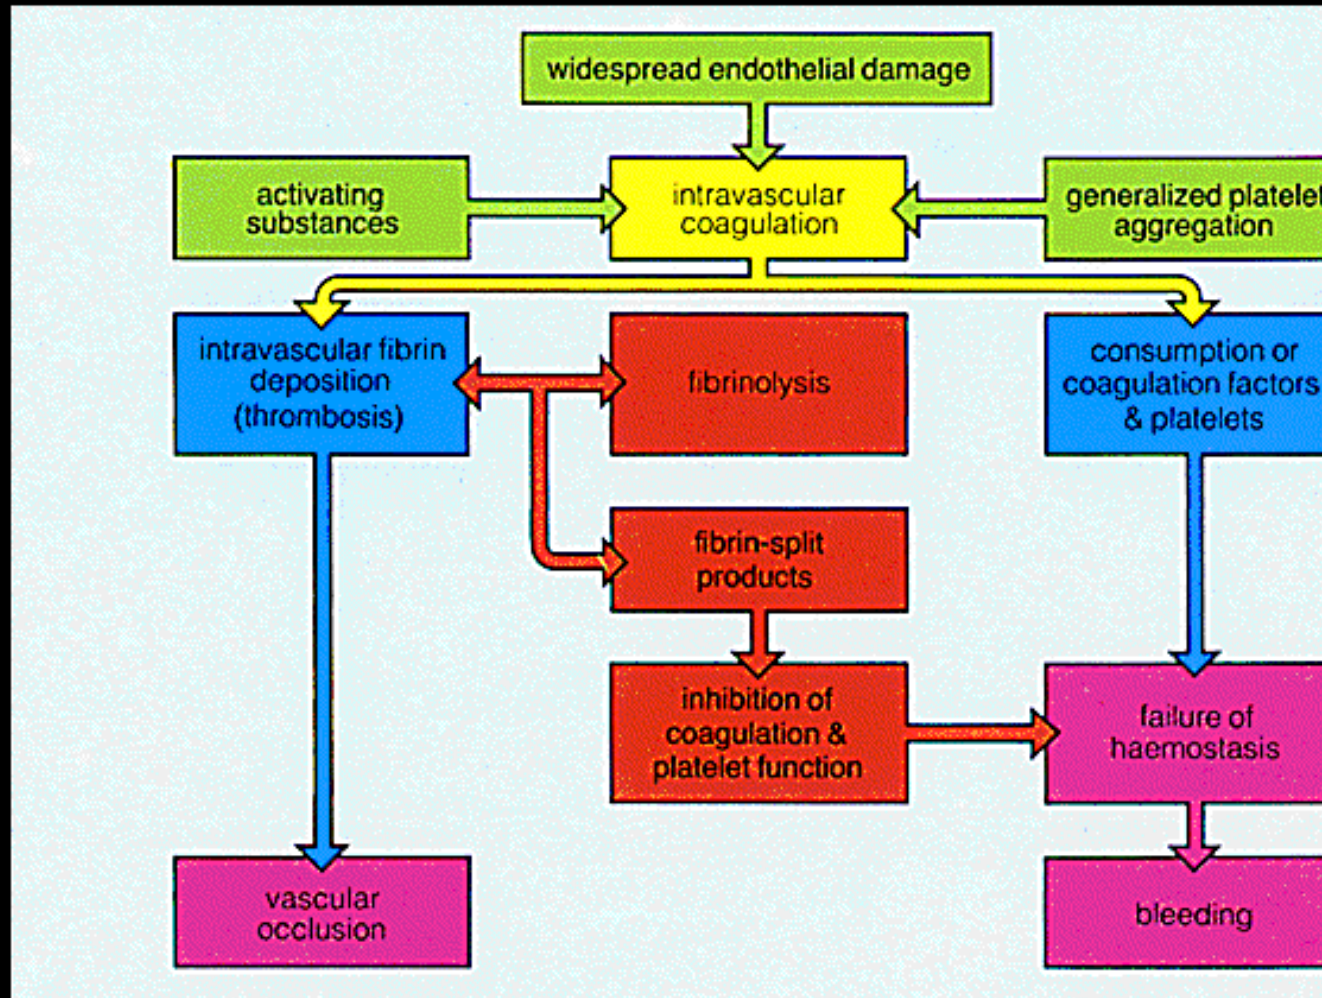 widespread endothelial damage
activating
substances
intravascular
coagulation
generalized platelet
aggregation
intravascular fibrin
deposition
(thrombosis)
fibrinolysis
consumption or
coagulation factors
& platelets
fibrin-split
products
inhibition of
coagulation &
platelet function
failure of
haemostasis
vascular
occlusion
bleeding